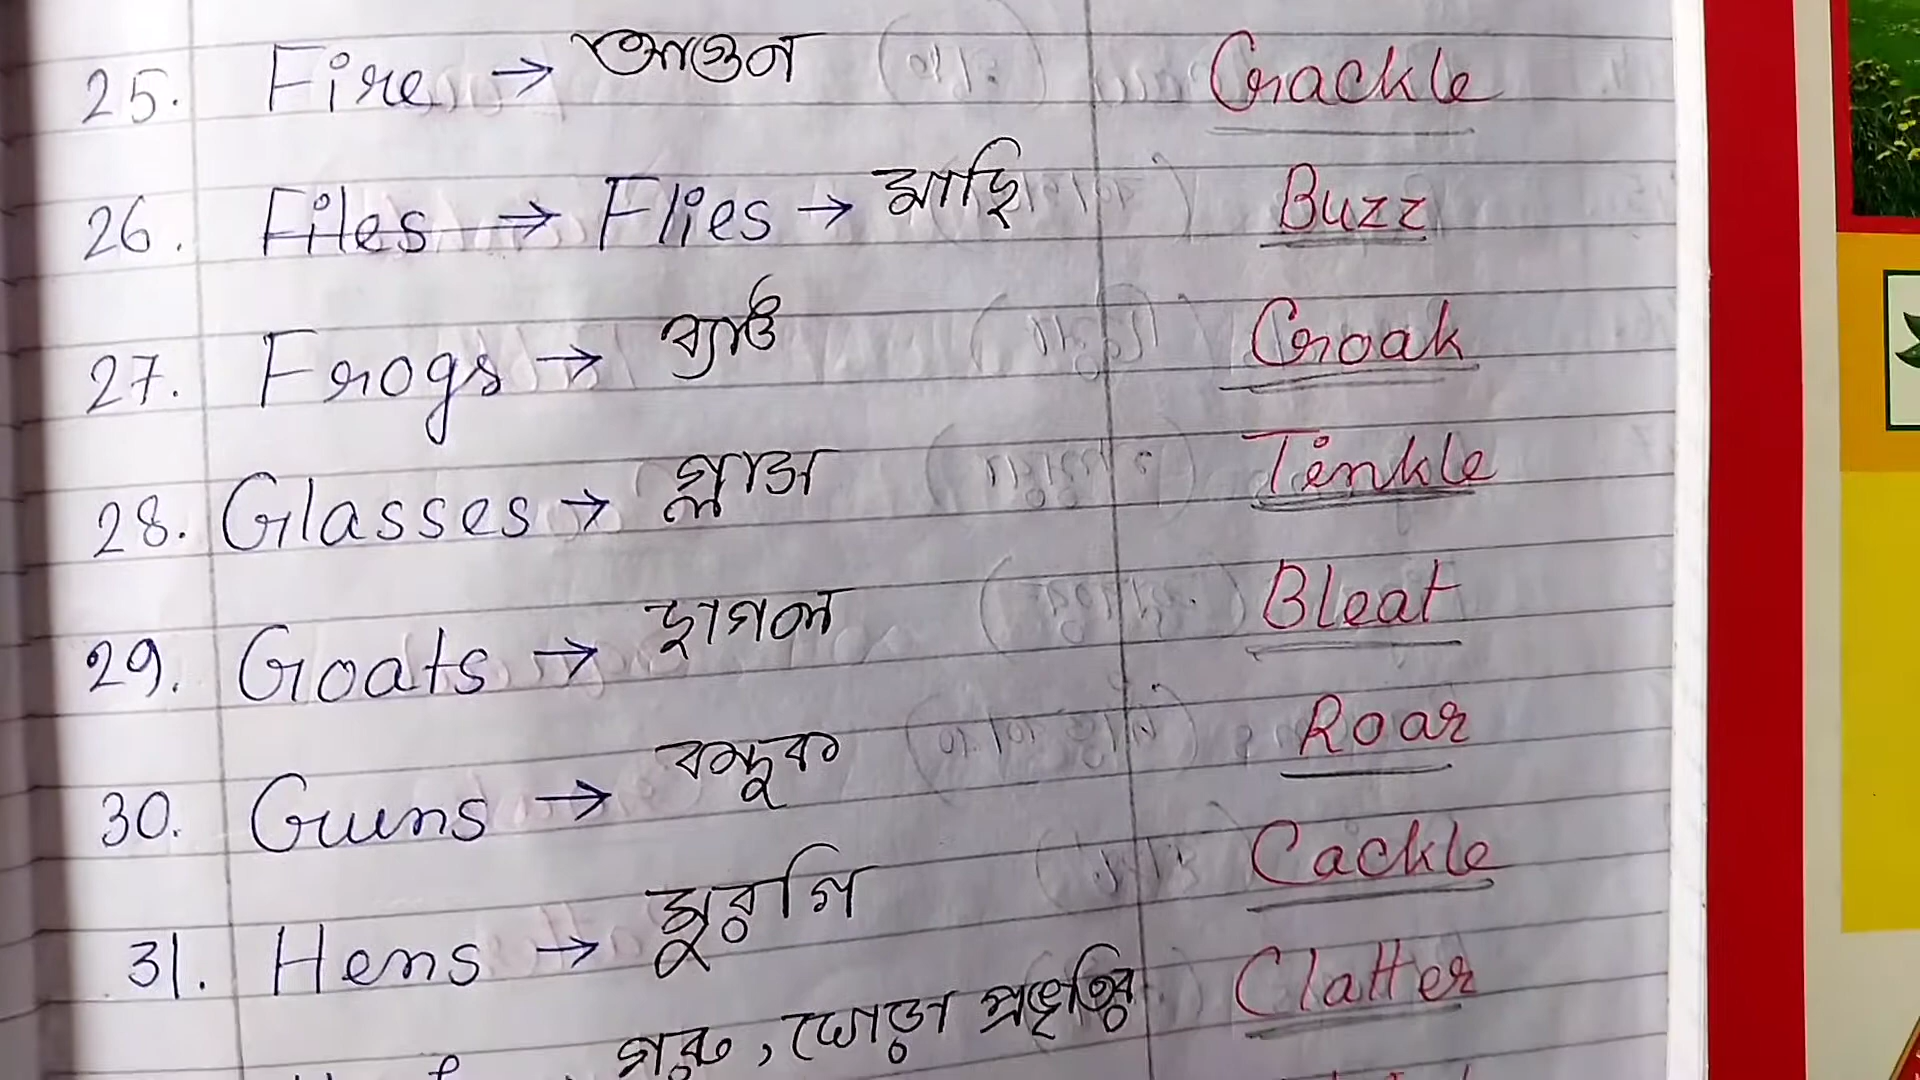 25. Fire → আগুন Crackle
26. Files → Flies → মাছি Buzz
27. Frogs → ব্যাঙ Croak
28. Glasses → গ্লাস Tinkle
29. Goats → ছাগল Bleat
30. Guns → বন্দুক Roar
31. Hens → মুরগি Cackle
গরু, ঘোড়া প্রভৃতির Clatter